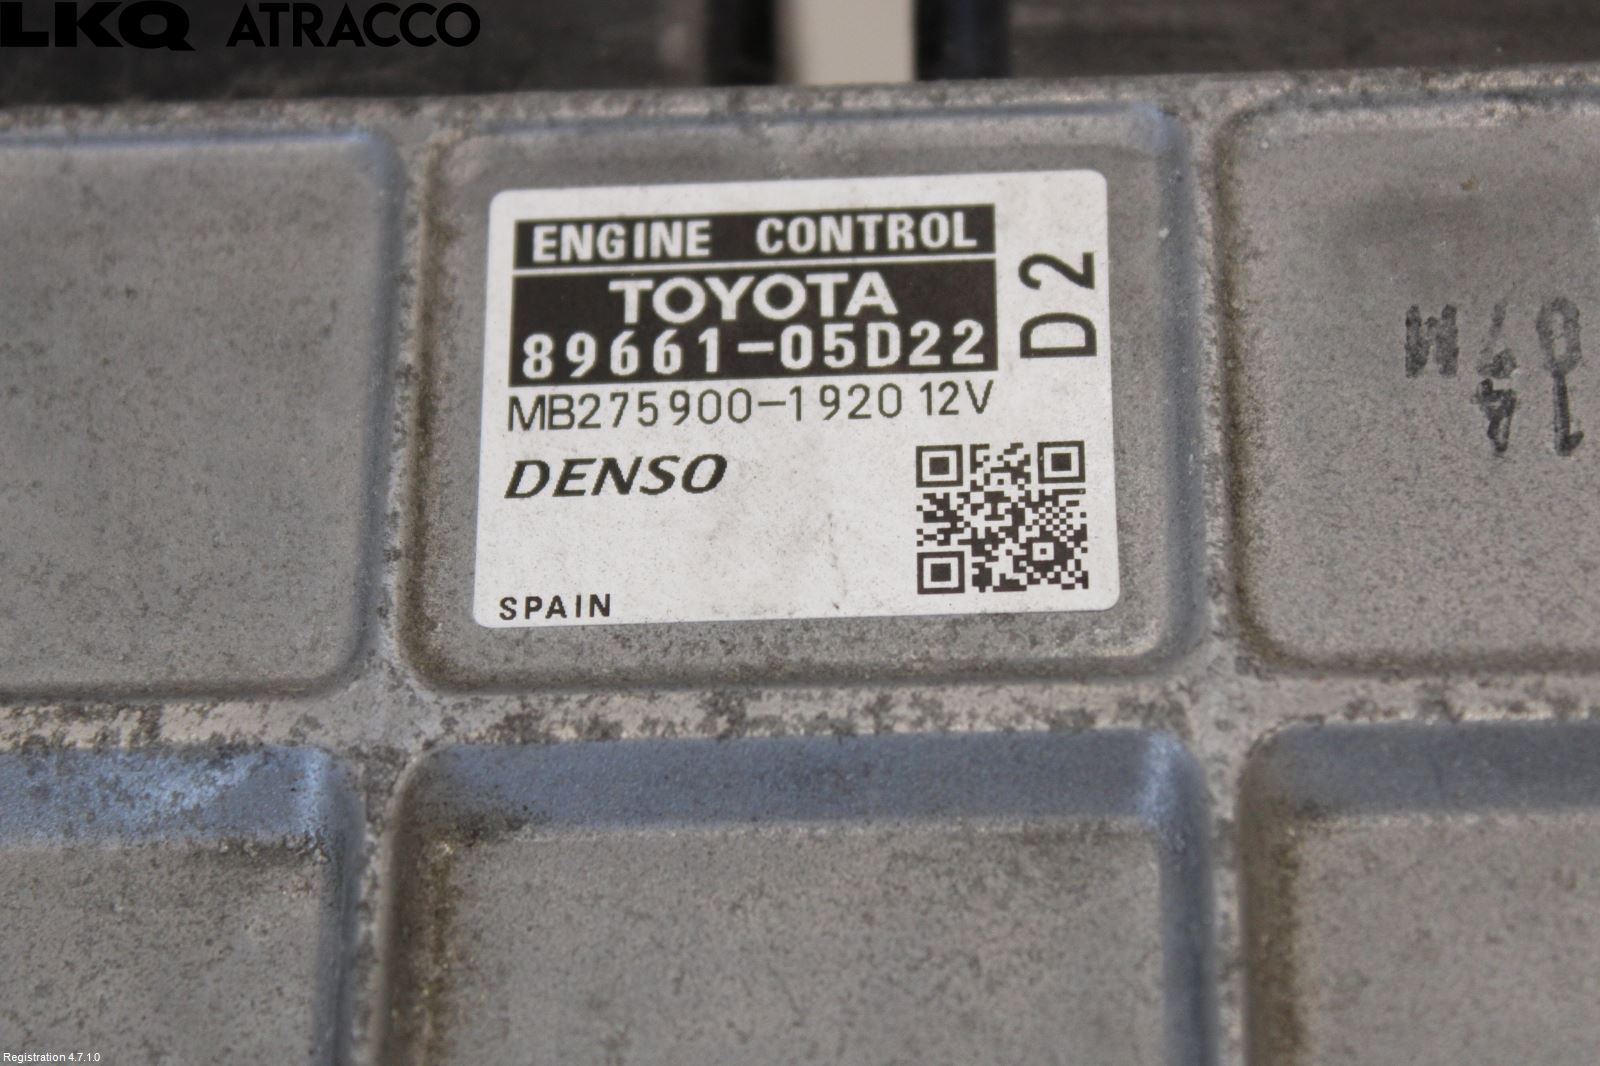 LKQ ATRACCO
ENGINE CONTROL
TOYOTA
89661-05D22
D2
MB275900-1920 12V
DENSO
SPAIN
Registration 4.7.1.0